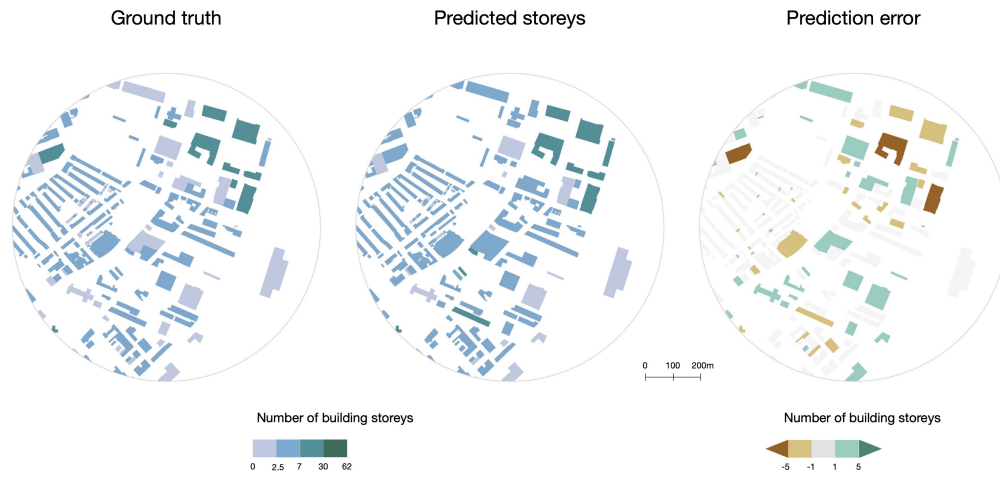 Ground truth
Predicted storeys
Prediction error
0 100 200m
Number of building storeys
0 2.5 7 30 62
Number of building storeys
-5 -1 1 5